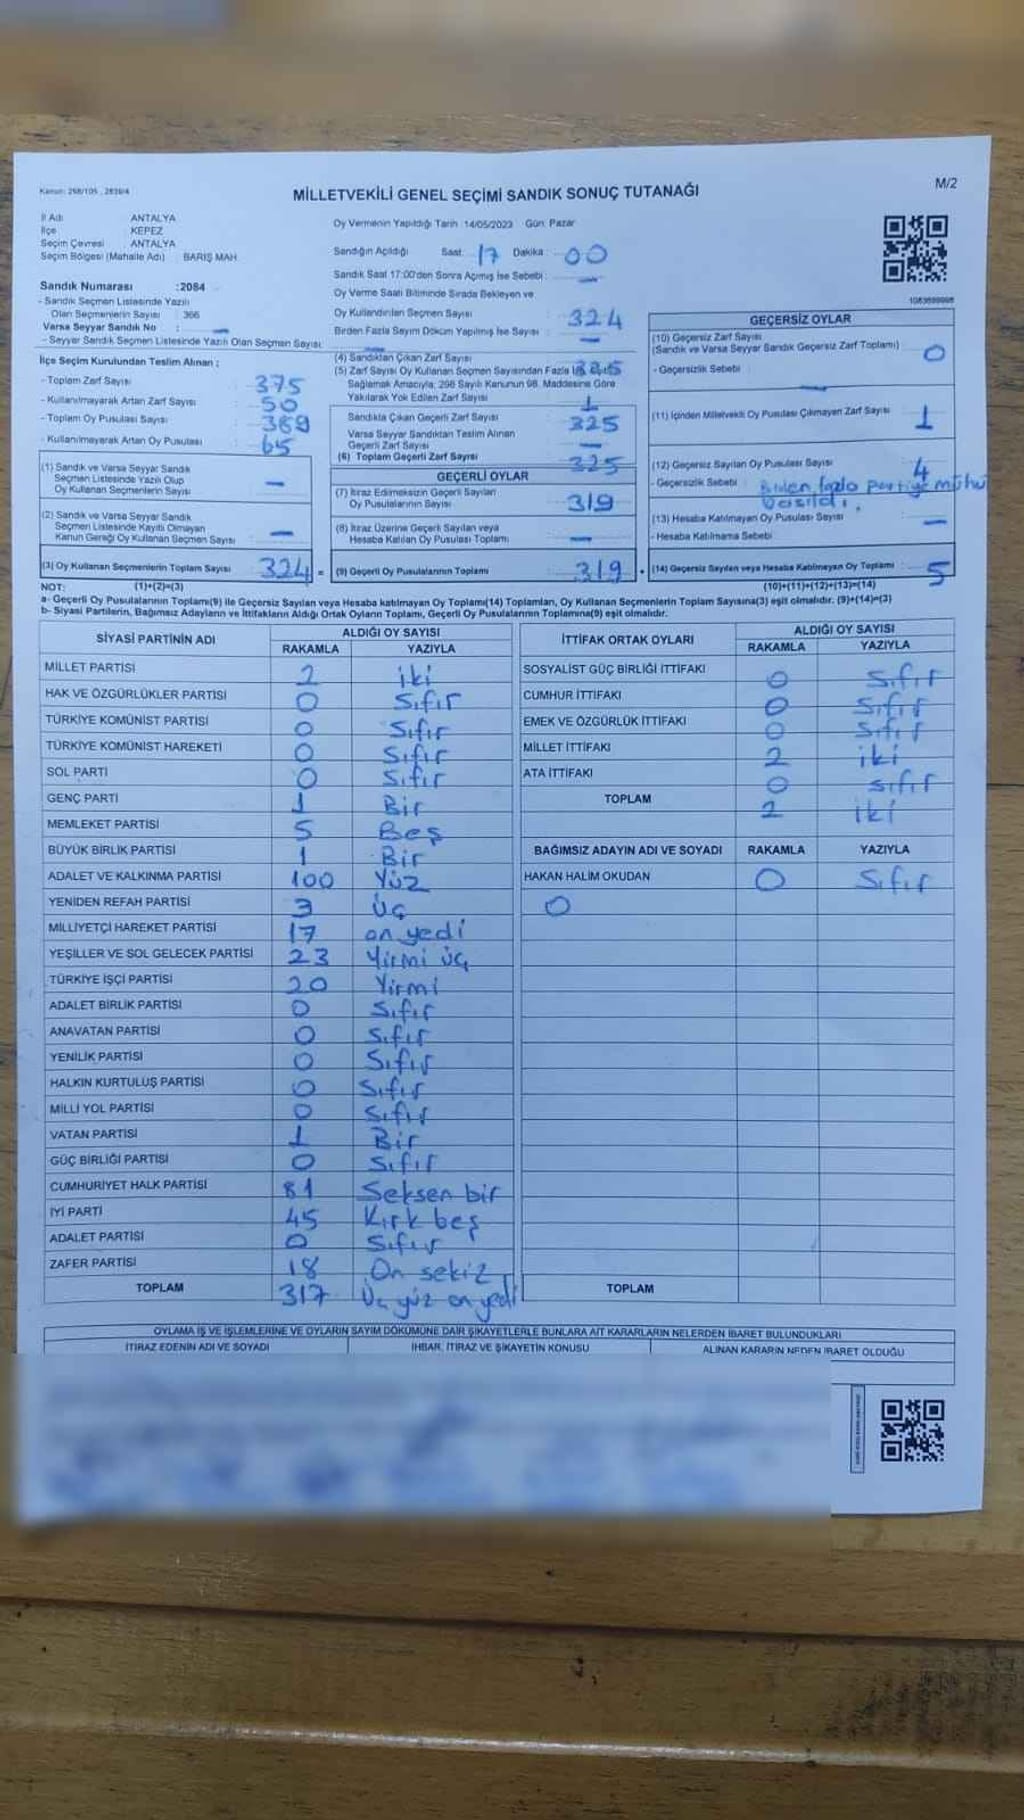 Kanun: 298/105 , 2839/4
M/2
MİLLETVEKİLİ GENEL SEÇİMİ SANDIK SONUÇ TUTANAĞI
İl Adı ANTALYA
İlçe KEPEZ
Seçim Çevresi ANTALYA
Seçim Bölgesi (Mahalle Adı) BARIŞ MAH
Sandık Numarası :2084
- Sandık Seçmen Listesinde Yazılı
Olan Seçmenlerin Sayısı : 366
Varsa Seyyar Sandık No : —
- Seyyar Sandık Seçmen Listesinde Yazılı Olan Seçmen Sayısı:
İlçe Seçim Kurulundan Teslim Alınan ;
- Toplam Zarf Sayısı : 375
- Kullanılmayarak Artan Zarf Sayısı : 50
- Toplam Oy Pusulası Sayısı : 389
- Kullanılmayarak Artan Oy Pusulası : 65
(1) Sandık ve Varsa Seyyar Sandık
Seçmen Listesinde Yazılı Olup
Oy Kullanan Seçmenlerin Sayısı : —
(2) Sandık ve Varsa Seyyar Sandık
Seçmen Listesinde Kayıtlı Olmayan
Kanun Gereği Oy Kullanan Seçmen Sayısı : —
(3) Oy Kullanan Seçmenlerin Toplam Sayısı : 324
Oy Vermenin Yapıldığı Tarih :14/05/2023 Gün: Pazar
Sandığın Açıldığı Saat: 17 Dakika : 00
Sandık Saat 17:00'den Sonra Açılmış İse Sebebi : —
Oy Verme Saati Bitiminde Sırada Bekleyen ve
Oy Kullandırılan Seçmen Sayısı : 324
Birden Fazla Sayım Döküm Yapılmış İse Sayısı : —
(4) Sandıktan Çıkan Zarf Sayısı
(5) Zarf Sayısı Oy Kullanan Seçmen Sayısından Fazla
Sağlamak Amacıyla; 298 Sayılı Kanunun 98. Maddesine Göre
Yakılarak Yok Edilen Zarf Sayısı : 1
Sandıkta Çıkan Geçerli Zarf Sayısı : 325
Varsa Seyyar Sandıktan Teslim Alınan
Geçerli Zarf Sayısı : —
(6) Toplam Geçerli Zarf Sayısı : 325
GEÇERLİ OYLAR
(7) İtiraz Edilmeksizin Geçerli Sayılan
Oy Pusulalarının Sayısı : 319
(8) İtiraz Üzerine Geçerli Sayılan veya
Hesaba Katılan Oy Pusulası Toplamı : —
= (9) Geçerli Oy Pusulalarının Toplamı : 319
1083699998
GEÇERSİZ OYLAR
(10) Geçersiz Zarf Sayısı
(Sandık ve Varsa Seyyar Sandık Geçersiz Zarf Toplamı) : 0
- Geçersizlik Sebebi : —
(11) İçinden Milletvekili Oy Pusulası Çıkmayan Zarf Sayısı : 1
(12) Geçersiz Sayılan Oy Pusulası Sayısı : 4
- Geçersizlik Sebebi : Birden fazla partiye mühür
basıldı.
(13) Hesaba Katılmayan Oy Pusulası Sayısı : —
- Hesaba Katılmama Sebebi
+ (14) Geçersiz Sayılan veya Hesaba Katılmayan Oy Toplamı : 5
NOT: (1)+(2)=(3) (10)+(11)+(12)+(13)=(14)
a- Geçerli Oy Pusulalarının Toplamı(9) ile Geçersiz Sayılan veya Hesaba katılmayan Oy Toplamı(14) Toplamları, Oy Kullanan Seçmenlerin Toplam Sayısına(3) eşit olmalıdır. (9)+(14)=(3)
b- Siyasi Partilerin, Bağımsız Adayların ve İttifakların Aldığı Ortak Oyların Toplamı, Geçerli Oy Pusulalarının Toplamına(9) eşit olmalıdır.
SİYASİ PARTİNİN ADI ALDIĞI OY SAYISI
RAKAMLA YAZIYLA
MİLLET PARTİSİ 2 iki
HAK VE ÖZGÜRLÜKLER PARTİSİ 0 Sıfır
TÜRKİYE KOMÜNİST PARTİSİ 0 Sıfır
TÜRKİYE KOMÜNİST HAREKETİ 0 Sıfır
SOL PARTİ 0 Sıfır
GENÇ PARTİ 1 Bir
MEMLEKET PARTİSİ 5 Beş
BÜYÜK BİRLİK PARTİSİ 1 Bir
ADALET VE KALKINMA PARTİSİ 100 Yüz
YENİDEN REFAH PARTİSİ 3 Üç
MİLLİYETÇİ HAREKET PARTİSİ 17 on yedi
YEŞİLLER VE SOL GELECEK PARTİSİ 23 Yirmi üç
TÜRKİYE İŞÇİ PARTİSİ 20 Yirmi
ADALET BİRLİK PARTİSİ 0 Sıfır
ANAVATAN PARTİSİ 0 Sıfır
YENİLİK PARTİSİ 0 Sıfır
HALKIN KURTULUŞ PARTİSİ 0 Sıfır
MİLLİ YOL PARTİSİ 0 Sıfır
VATAN PARTİSİ 1 Bir
GÜÇ BİRLİĞİ PARTİSİ 0 Sıfır
CUMHURİYET HALK PARTİSİ 81 Seksen bir
İYİ PARTİ 45 Kırk beş
ADALET PARTİSİ 0 Sıfır
ZAFER PARTİSİ 18 On sekiz
TOPLAM 317 Üç yüz on yedi
İTTİFAK ORTAK OYLARI ALDIĞI OY SAYISI
RAKAMLA YAZIYLA
SOSYALİST GÜÇ BİRLİĞİ İTTİFAKI 0 Sıfır
CUMHUR İTTİFAKI 0 Sıfır
EMEK VE ÖZGÜRLÜK İTTİFAKI 0 Sıfır
MİLLET İTTİFAKI 2 iki
ATA İTTİFAKI 0 sıfır
TOPLAM 2 iki
BAĞIMSIZ ADAYIN ADI VE SOYADI RAKAMLA YAZIYLA
HAKAN HALİM OKUDAN 0 Sıfır
0
TOPLAM
OYLAMA İŞ VE İŞLEMLERİNE VE OYLARIN SAYIM DÖKÜMÜNE DAİR ŞİKAYETLERLE BUNLARA AİT KARARLARIN NELERDEN İBARET BULUNDUKLARI
İTİRAZ EDENİN ADI VE SOYADI İHBAR, İTİRAZ VE ŞİKAYETİN KONUSU ALINAN KARARIN NEDEN İBARET OLDUĞU